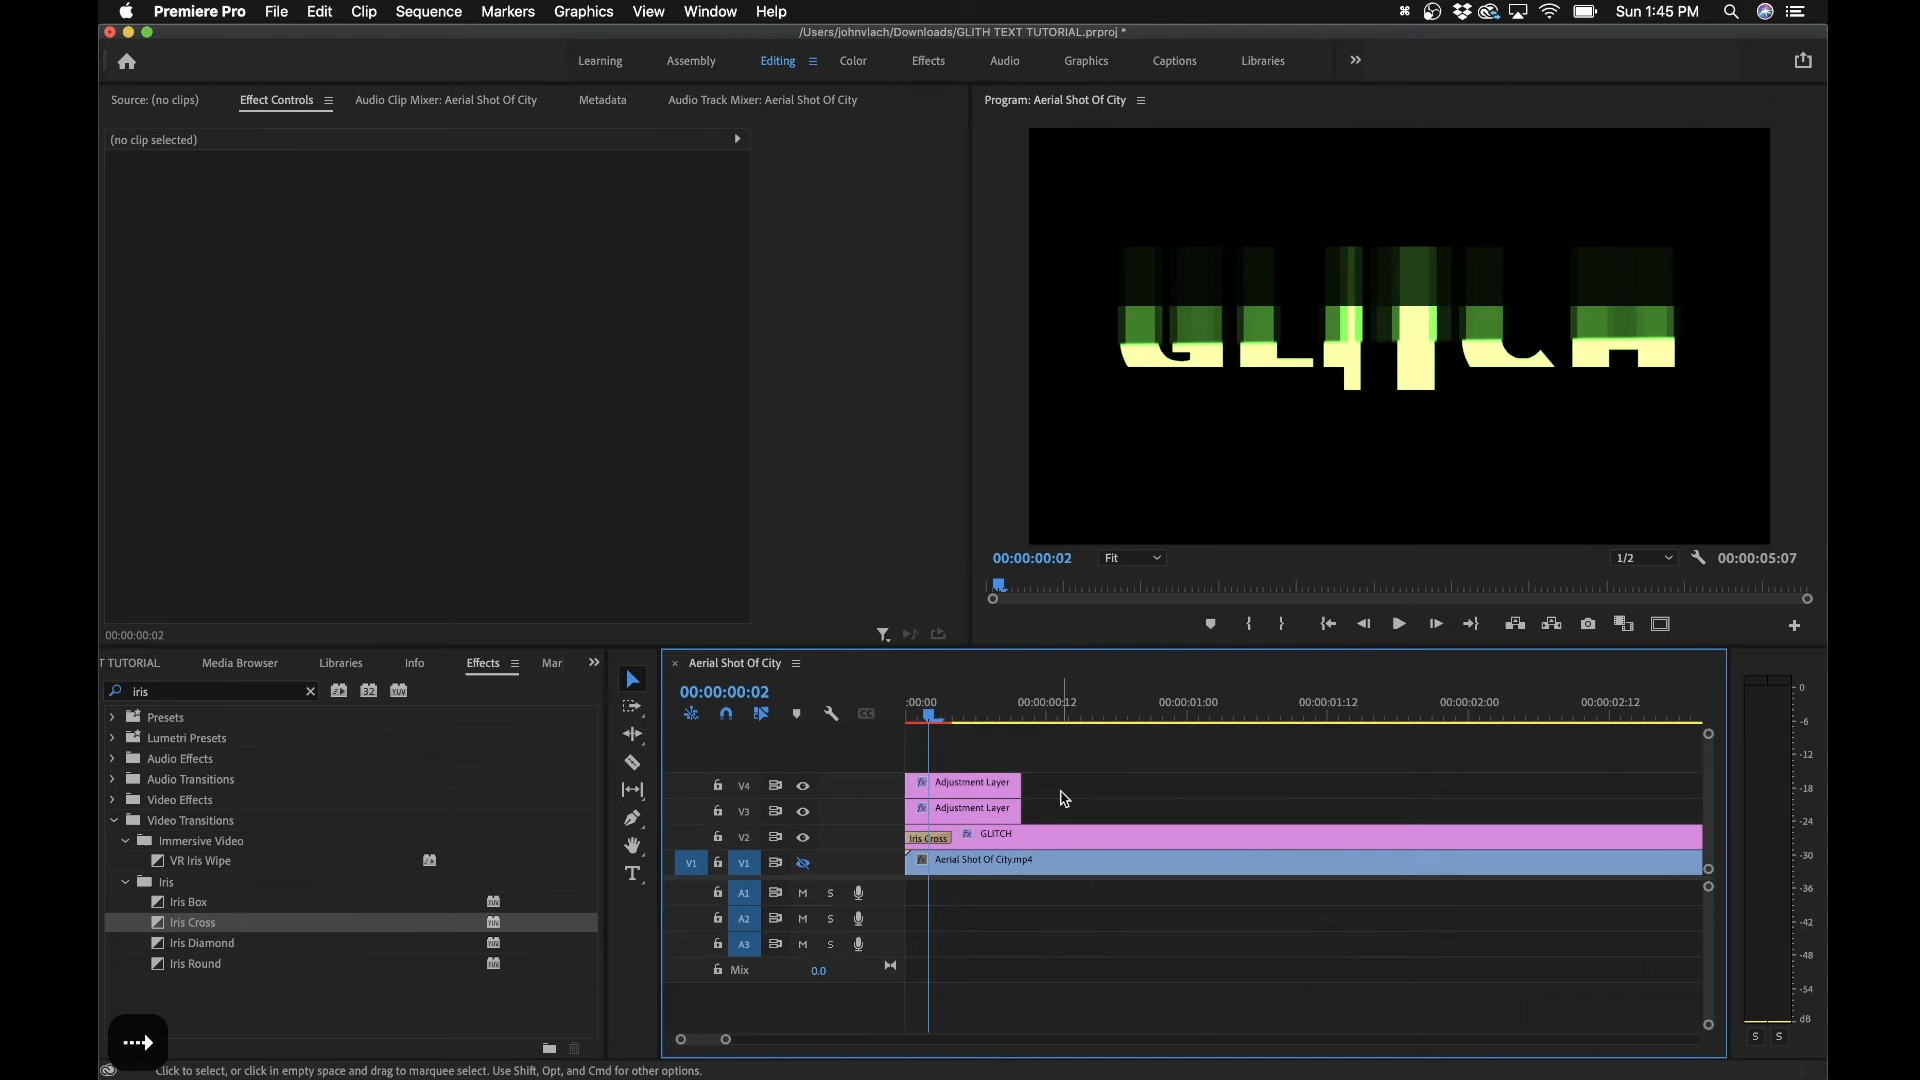 Premiere Pro File Edit Clip Sequence Markers Graphics View Window Help Sun 1:45 PM
/Users/johnvlach/Downloads/GLITH TEXT TUTORIAL.prproj *
Learning Assembly Editing Color Effects Audio Graphics Captions Libraries
Source: (no clips) Effect Controls Audio Clip Mixer: Aerial Shot Of City Metadata Audio Track Mixer: Aerial Shot Of City
Program: Aerial Shot Of City
(no clip selected)
GLITCH
00:00:00:02 Fit 1/2 00:00:05:07
00:00:00:02
T TUTORIAL Media Browser Libraries Info Effects Mar
Aerial Shot Of City
iris
32 YUV
00:00:00:02
:00:00 00:00:00:12 00:00:01:00 00:00:01:12 00:00:02:00 00:00:02:12
CC
Presets
Lumetri Presets
Audio Effects
Audio Transitions
Video Effects
Video Transitions
Immersive Video
VR Iris Wipe
Iris
Iris Box
Iris Cross
Iris Diamond
Iris Round
V4 fx Adjustment Layer
V3 fx Adjustment Layer
V2 Iris Cross fx GLITCH
V1 V1 fx Aerial Shot Of City.mp4
A1 M S
A2 M S
A3 M S
Mix 0.0
0
-6
-12
-18
-24
-30
-36
-42
-48
-54
dB
S S
Click to select, or click in empty space and drag to marquee select. Use Shift, Opt, and Cmd for other options.